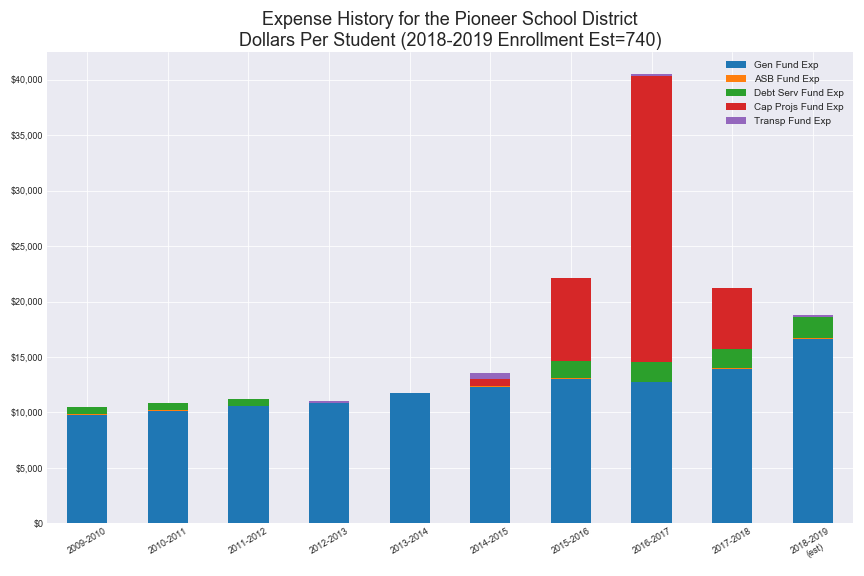 Expense History for the Pioneer School District
Dollars Per Student (2018-2019 Enrollment Est=740)
Gen Fund Exp
ASB Fund Exp
Debt Serv Fund Exp
Cap Projs Fund Exp
Transp Fund Exp
$40,000
$35,000
$30,000
$25,000
$20,000
$15,000
$10,000
$5,000
$0
2009-2010
2010-2011
2011-2012
2012-2013
2013-2014
2014-2015
2015-2016
2016-2017
2017-2018
2018-2019
(est)